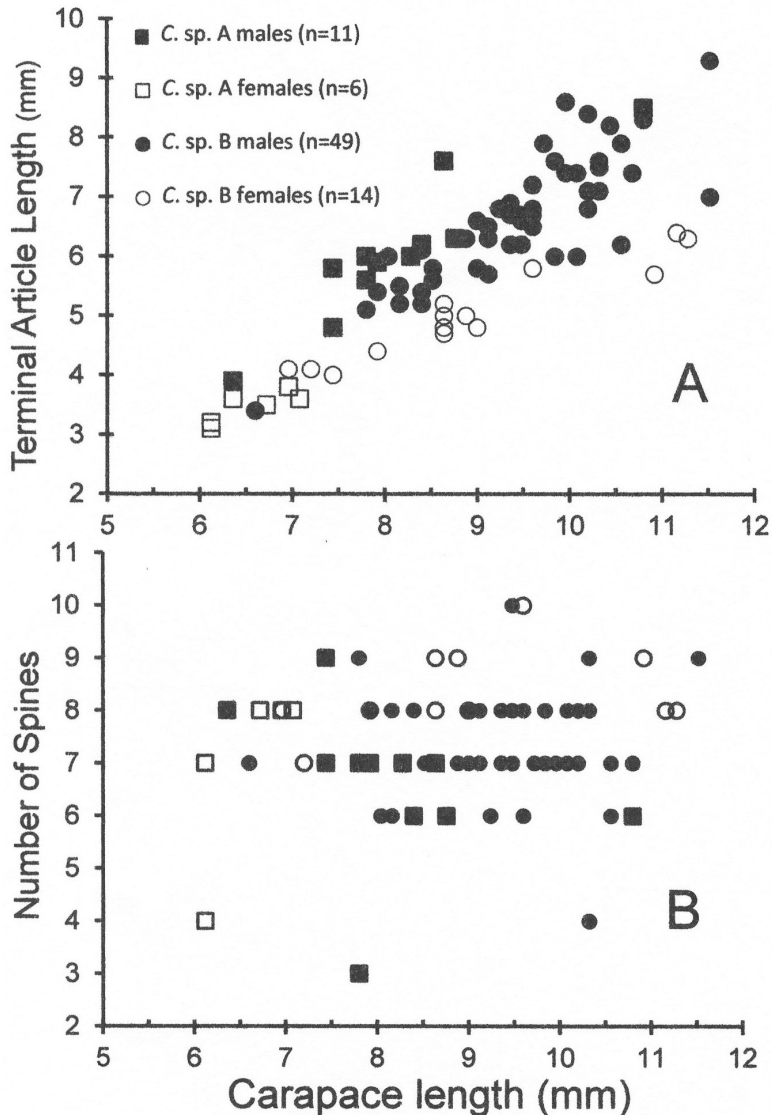 10
9
8
7
6
5
4
3
2
Terminal Article Length (mm)
C. sp. A males (n=11)
C. sp. A females (n=6)
C. sp. B males (n=49)
C. sp. B females (n=14)
A
5 6 7 8 9 10 11 12
11
10
9
8
7
6
5
4
3
2
Number of Spines
B
5 6 7 8 9 10 11 12
Carapace length (mm)